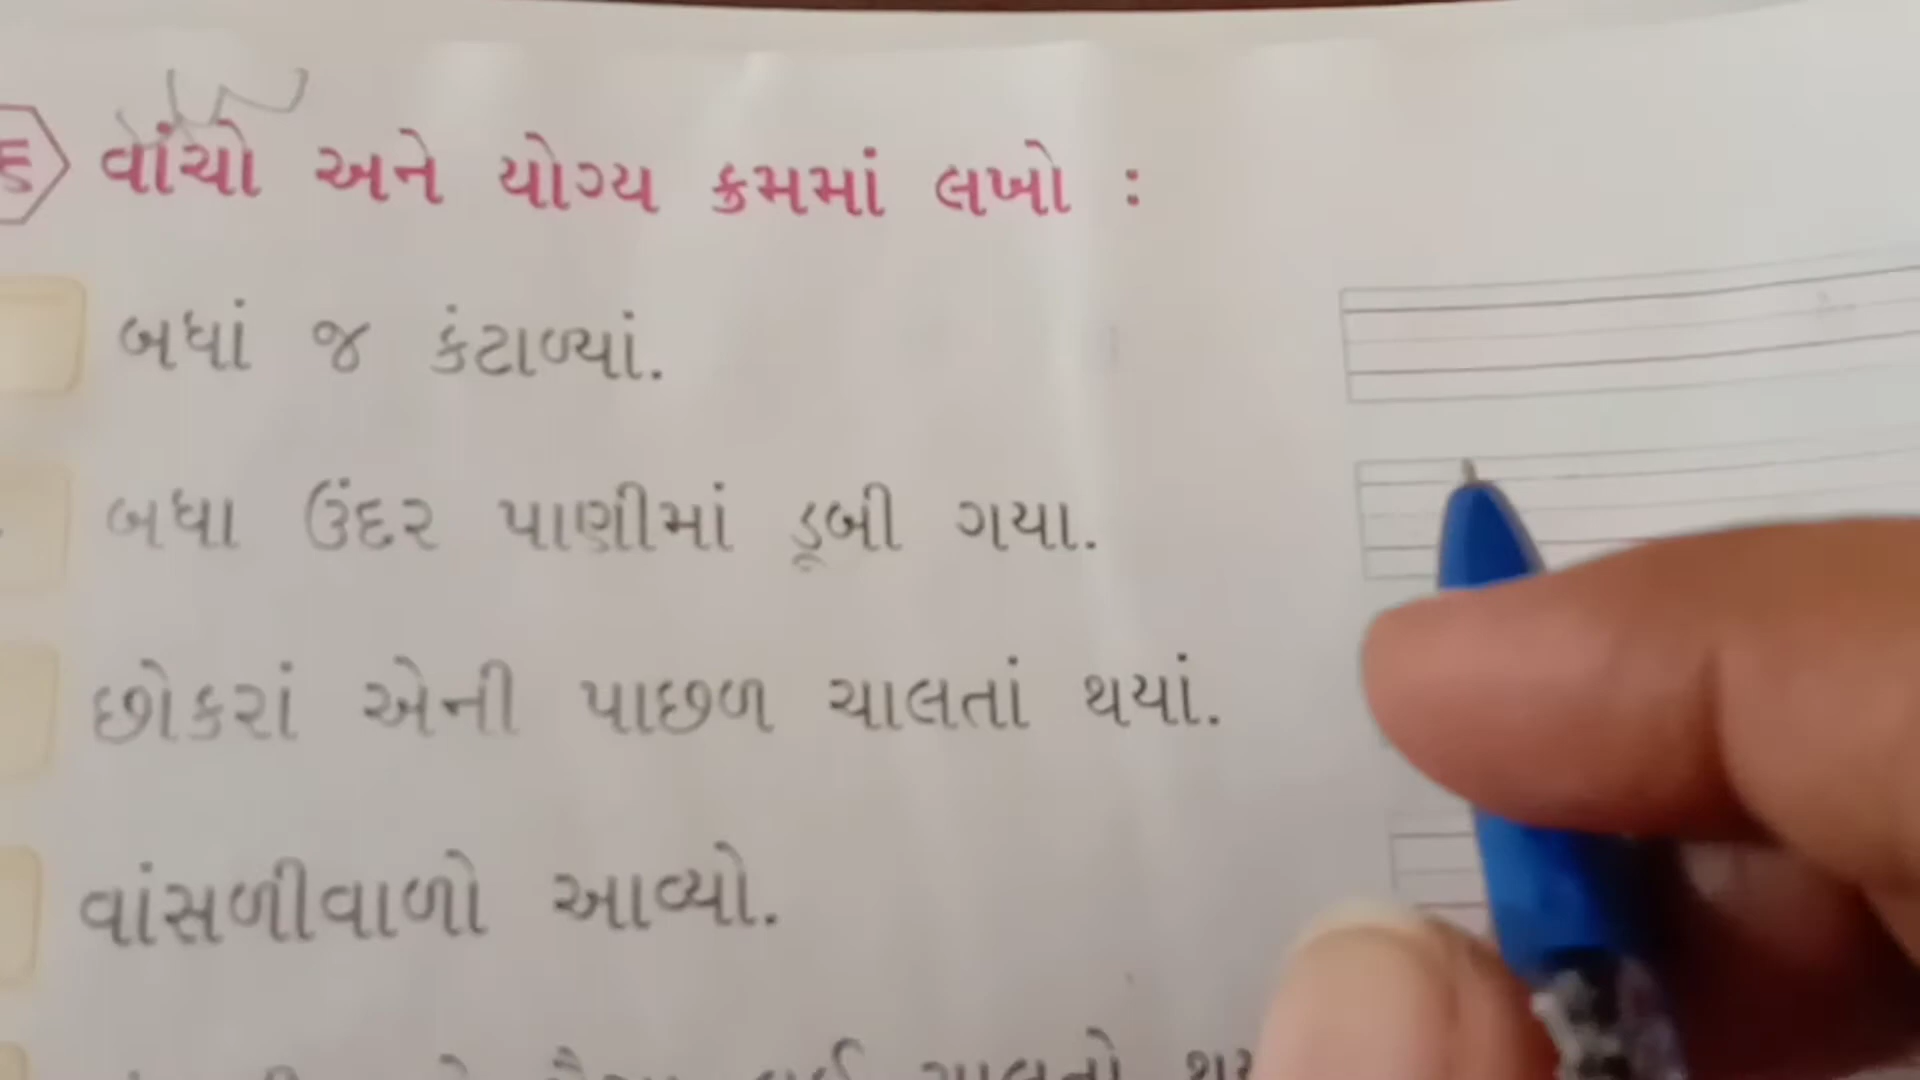 વાંચો અને યોગ્ય ક્રમમાં લખો :
બધાં જ કંટાળ્યાં.
બધા ઉંદર પાણીમાં ડૂબી ગયા.
છોકરાં એની પાછળ ચાલતાં થયાં.
વાંસળીવાળો આવ્યો.